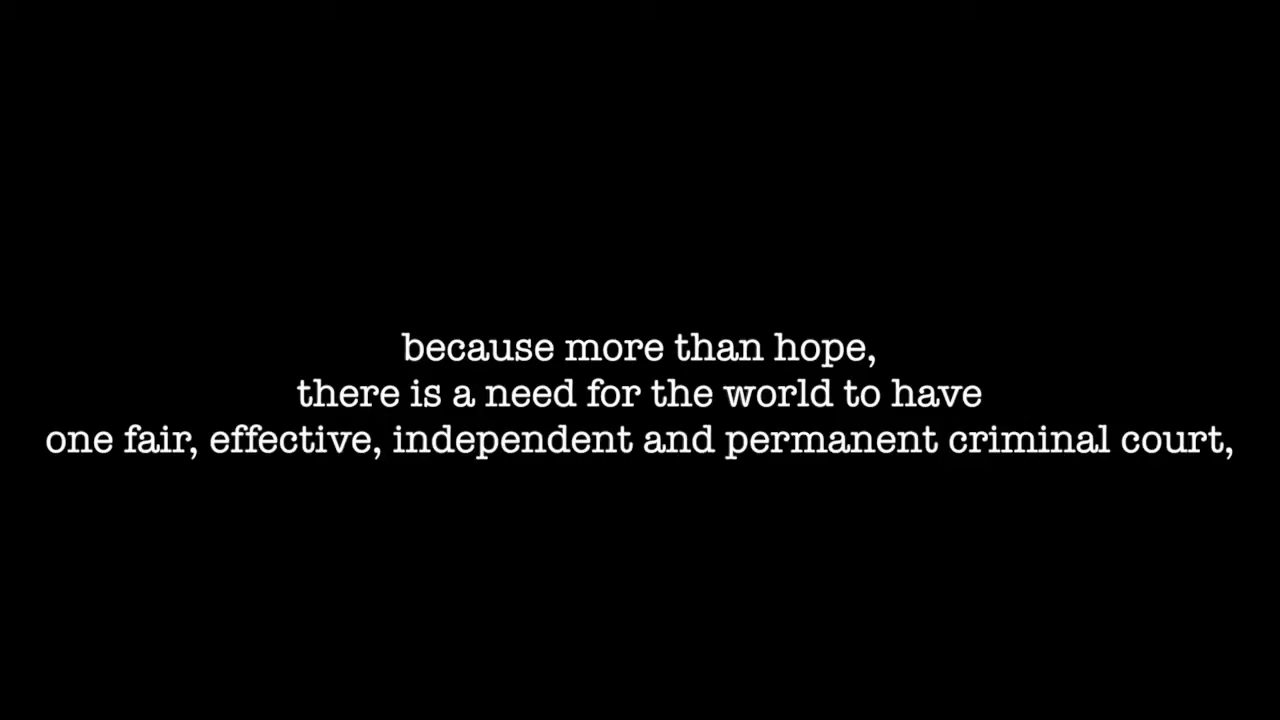 because more than hope,
there is a need for the world to have
one fair, effective, independent and permanent criminal court,